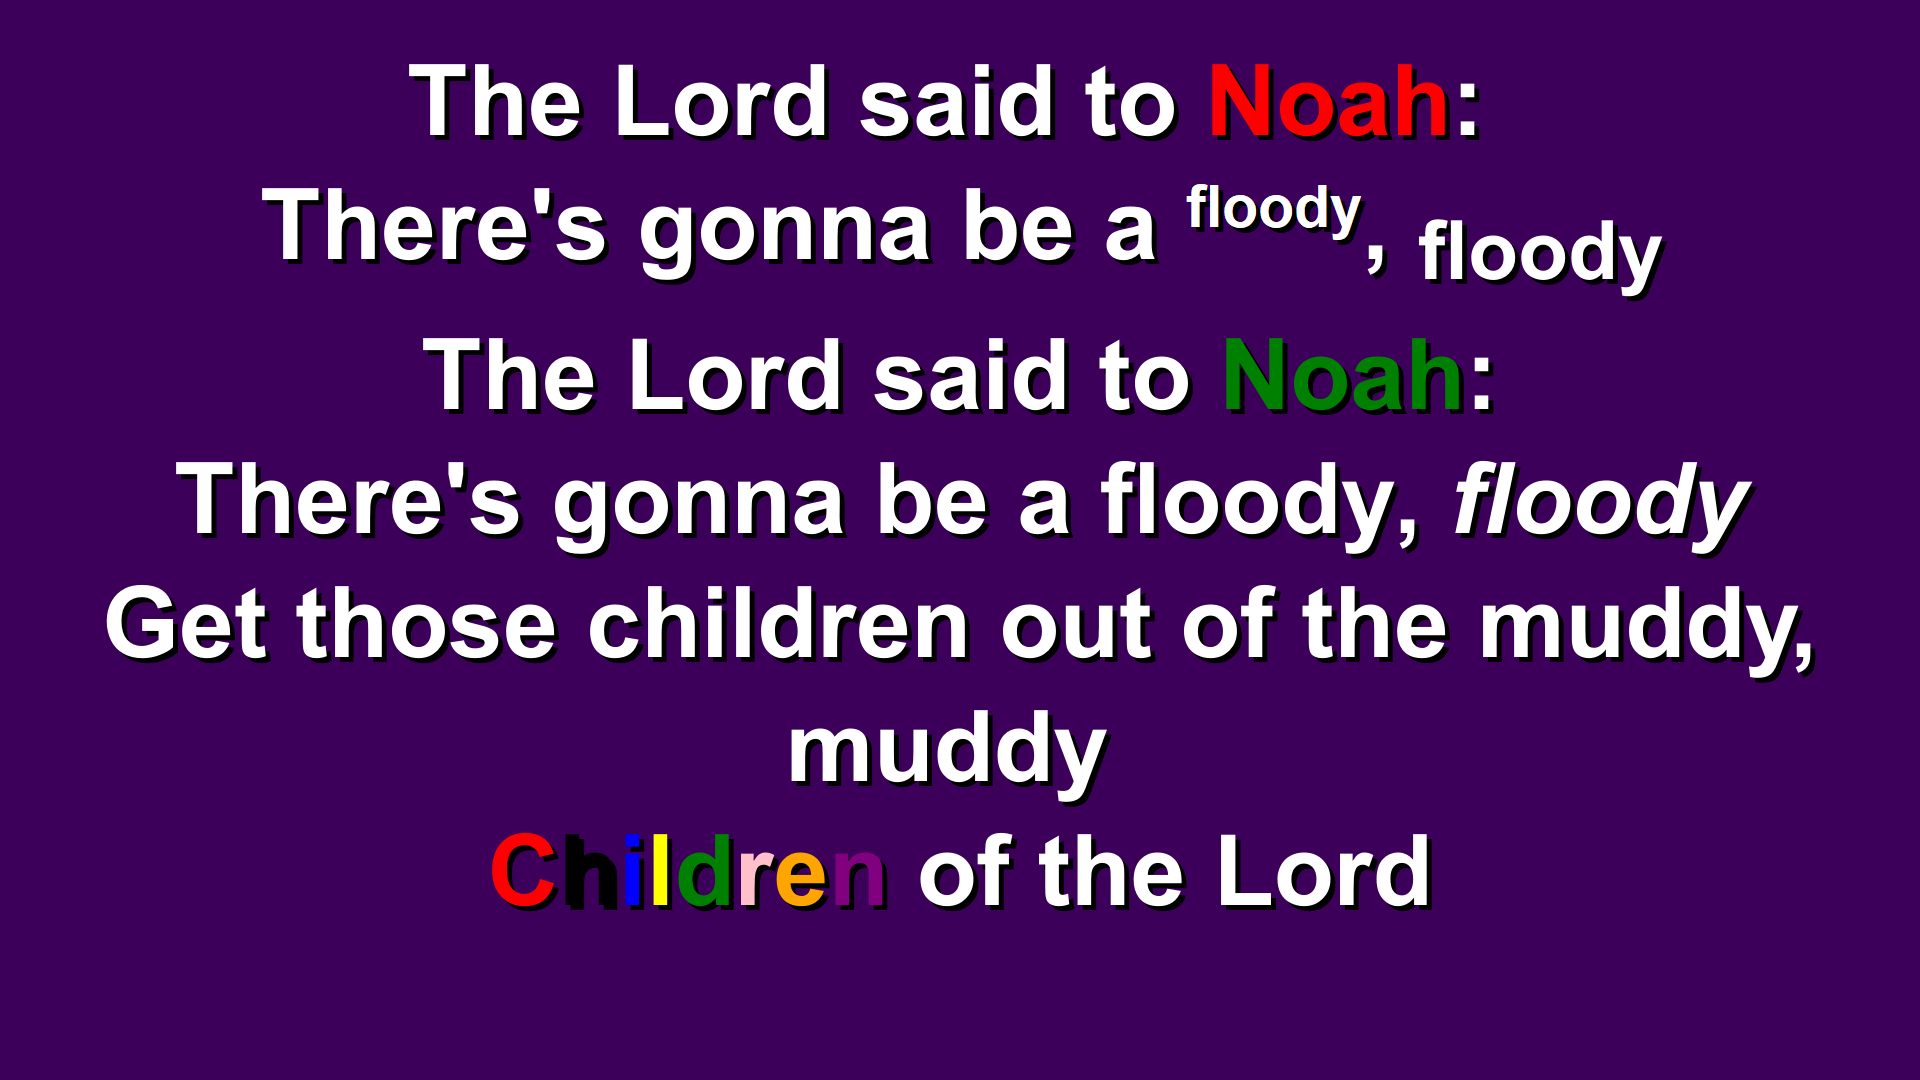 The Lord said to Noah:
There's gonna be a floody, floody
The Lord said to Noah:
There's gonna be a floody, floody
Get those children out of the muddy,
muddy
Children of the Lord